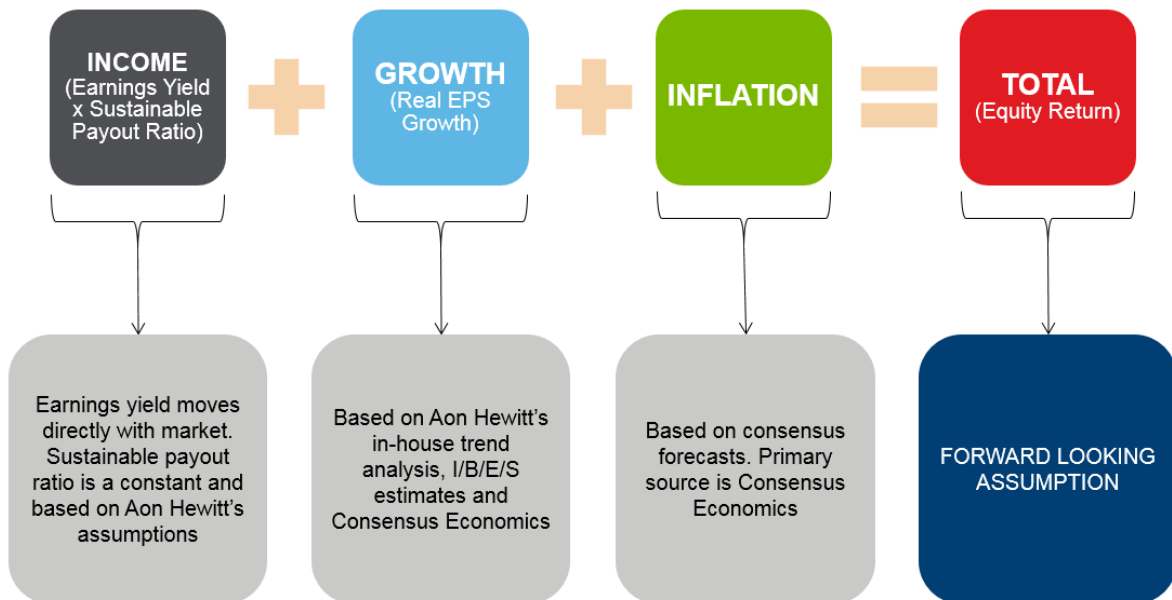 INCOME
(Earnings Yield
x Sustainable
Payout Ratio)
GROWTH
(Real EPS
Growth)
INFLATION
TOTAL
(Equity Return)
Earnings yield moves
directly with market.
Sustainable payout
ratio is a constant and
based on Aon Hewitt's
assumptions
Based on Aon Hewitt's
in-house trend
analysis, I/B/E/S
estimates and
Consensus Economics
Based on consensus
forecasts. Primary
source is Consensus
Economics
FORWARD LOOKING
ASSUMPTION